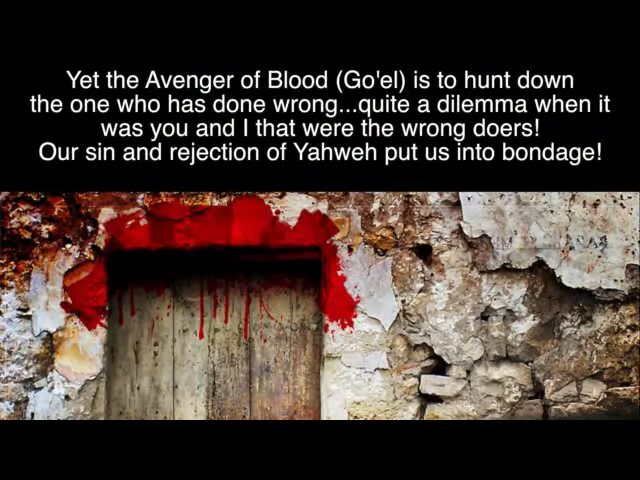 Yet the Avenger of Blood (Go'el) is to hunt down
the one who has done wrong...quite a dilemma when it
was you and I that were the wrong doers!
Our sin and rejection of Yahweh put us into bondage!